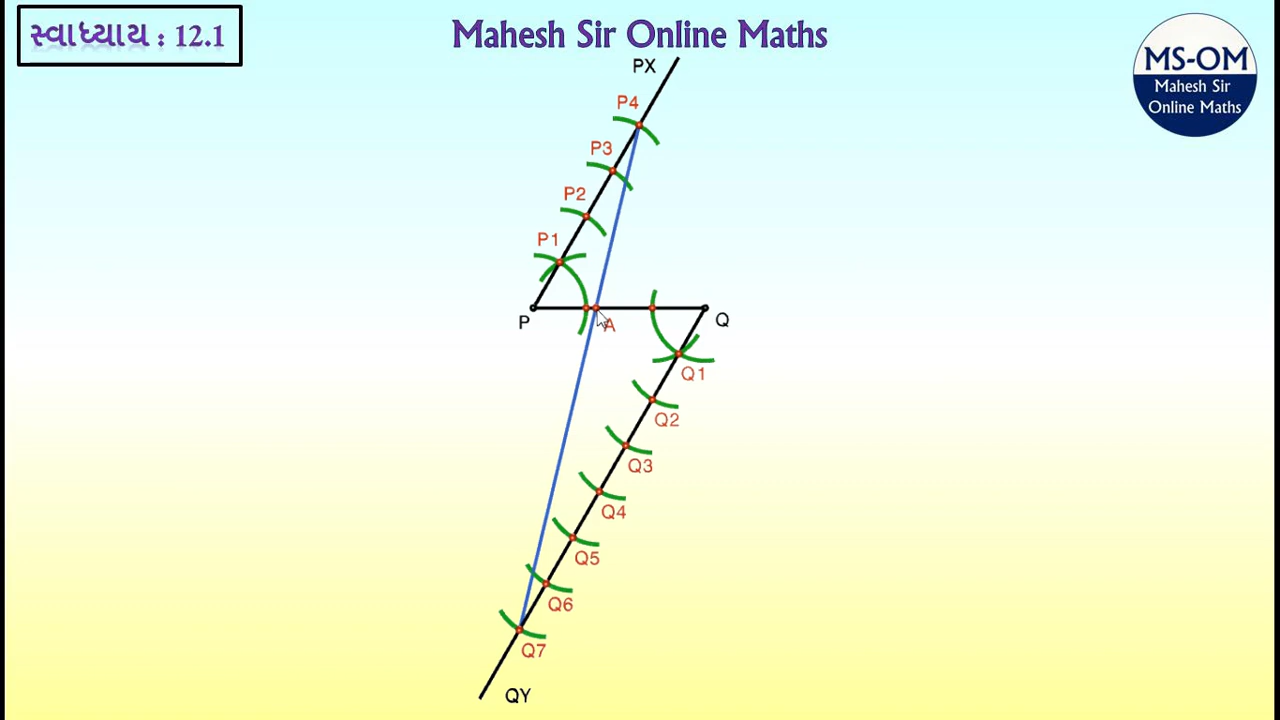 સ્વાધ્યાય : 12.1
Mahesh Sir Online Maths
MS-OM
Mahesh Sir
Online Maths
PX
P4
P3
P2
P1
P
A
Q
Q1
Q2
Q3
Q4
Q5
Q6
Q7
QY